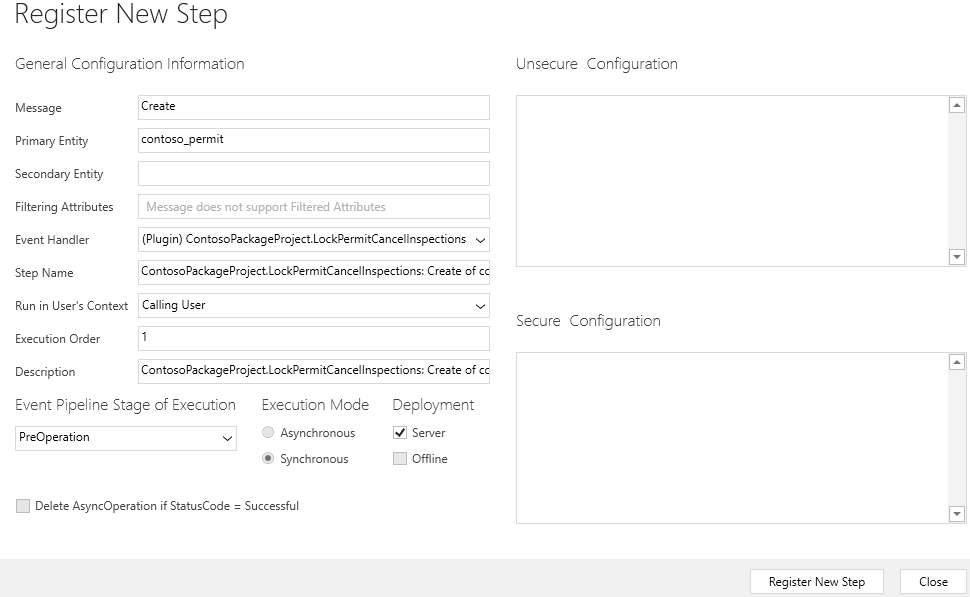 Register New Step
General Configuration Information
Message Create
Primary Entity contoso_permit
Secondary Entity
Filtering Attributes Message does not support Filtered Attributes
Event Handler (Plugin) ContosoPackageProject.LockPermitCancelInspections
Step Name ContosoPackageProject.LockPermitCancelInspections: Create of cc
Run in User's Context Calling User
Execution Order 1
Description ContosoPackageProject.LockPermitCancelInspections: Create of cc
Event Pipeline Stage of Execution
PreOperation
Execution Mode
Asynchronous
Synchronous
Deployment
Server
Offline
Delete AsyncOperation if StatusCode = Successful
Unsecure Configuration
Secure Configuration
Register New Step
Close